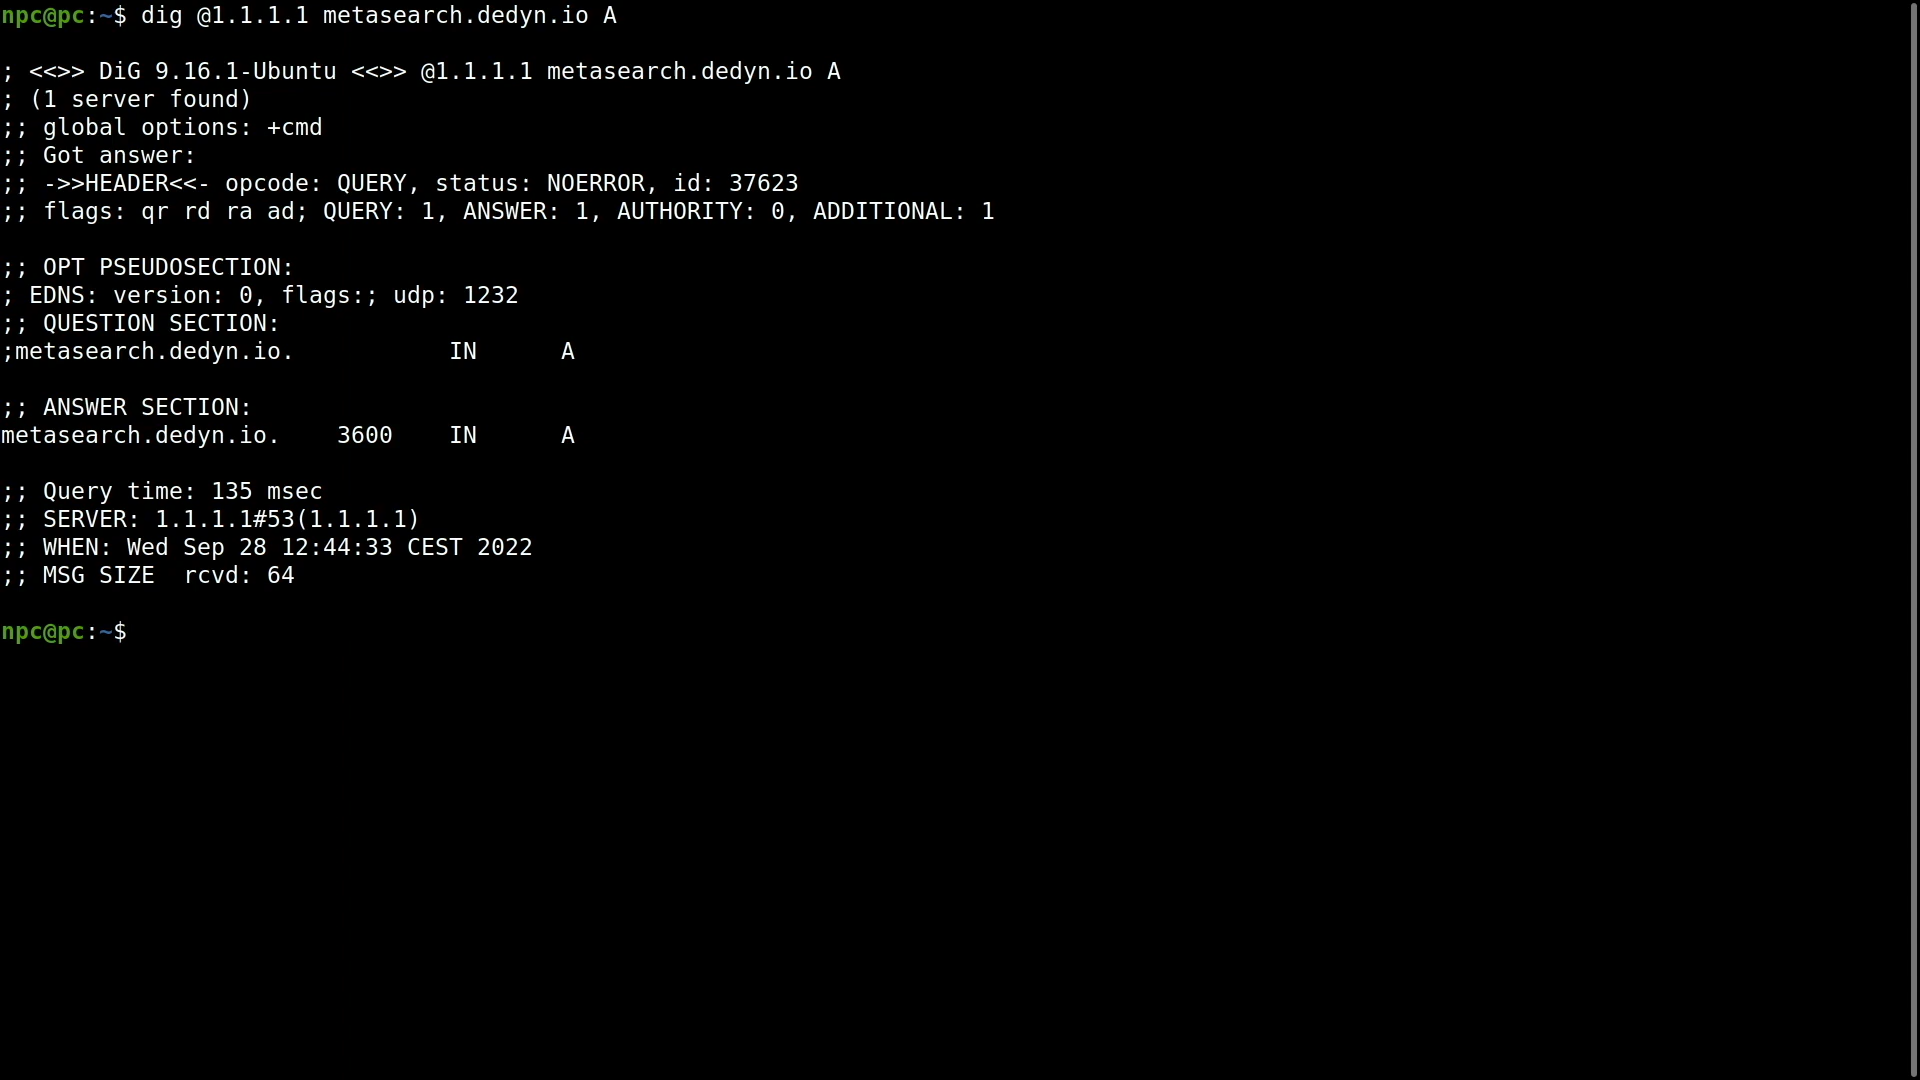 npc@pc:~$ dig @1.1.1.1 metasearch.dedyn.io A

; <<>> DiG 9.16.1-Ubuntu <<>> @1.1.1.1 metasearch.dedyn.io A
; (1 server found)
;; global options: +cmd
;; Got answer:
;; ->>HEADER<<- opcode: QUERY, status: NOERROR, id: 37623
;; flags: qr rd ra ad; QUERY: 1, ANSWER: 1, AUTHORITY: 0, ADDITIONAL: 1

;; OPT PSEUDOSECTION:
; EDNS: version: 0, flags:; udp: 1232
;; QUESTION SECTION:
;metasearch.dedyn.io.           IN      A

;; ANSWER SECTION:
metasearch.dedyn.io.    3600    IN      A

;; Query time: 135 msec
;; SERVER: 1.1.1.1#53(1.1.1.1)
;; WHEN: Wed Sep 28 12:44:33 CEST 2022
;; MSG SIZE  rcvd: 64

npc@pc:~$